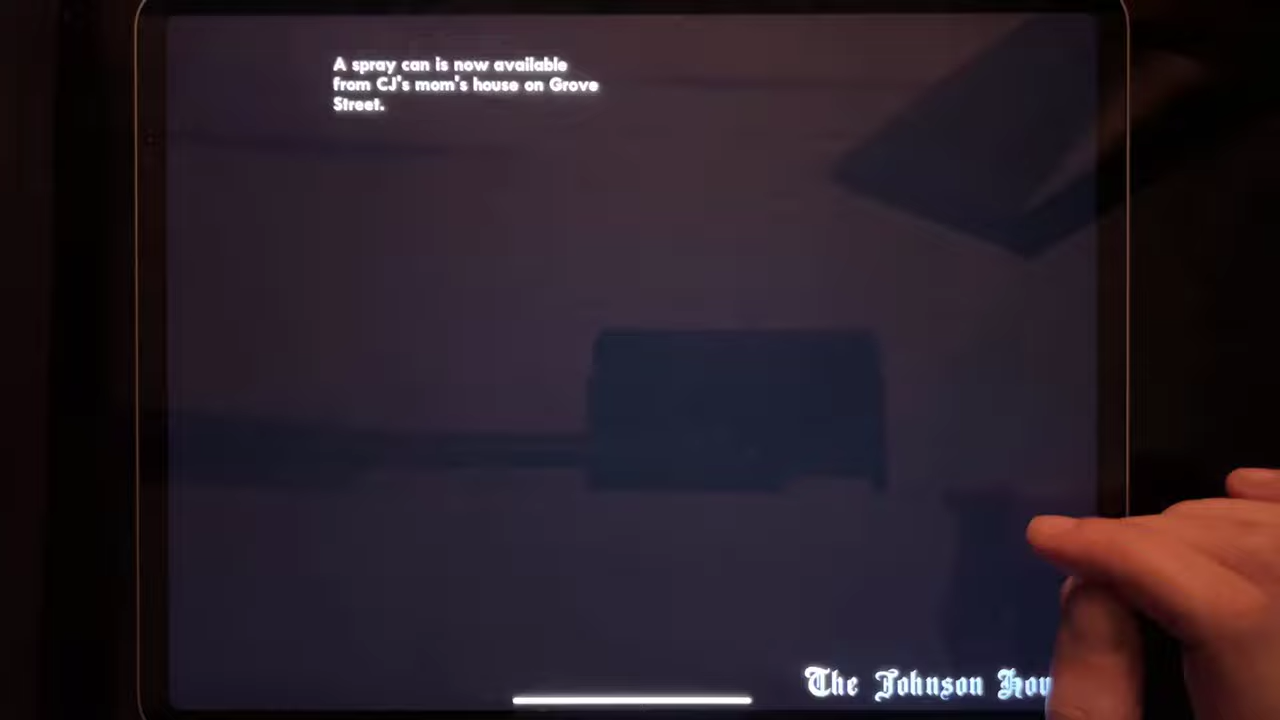 A spray can is now available
from CJ's mom's house on Grove
Street.
The Johnson